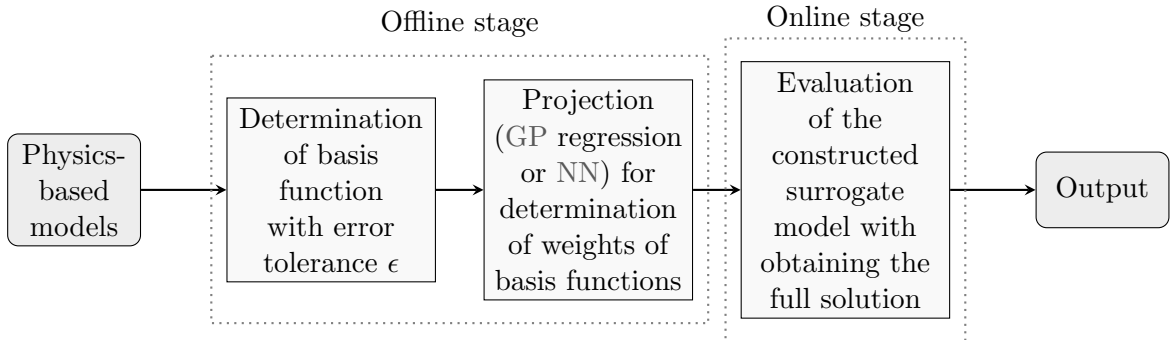 Offline stage
Online stage
Physics-
based
models
Determination
of basis
function
with error
tolerance ϵ
Projection
(GP regression
or NN) for
determination
of weights of
basis functions
Evaluation
of the
constructed
surrogate
model with
obtaining the
full solution
Output